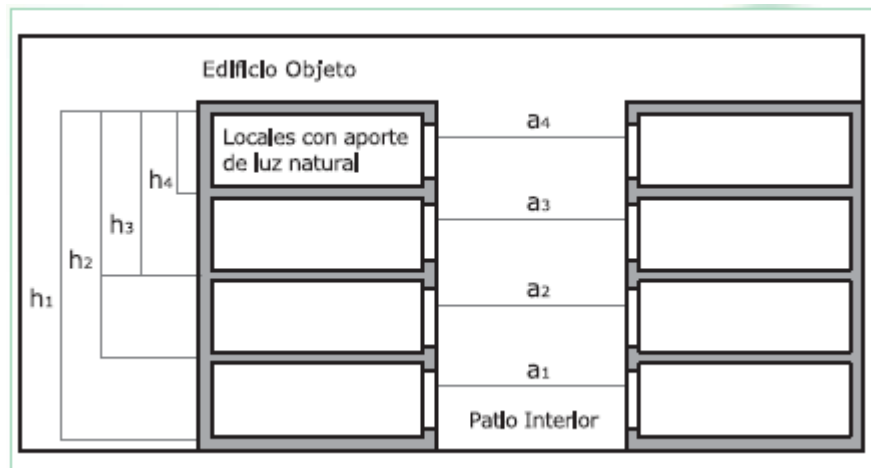 Edificio Objeto
Locales con aporte
de luz natural
h₄
h₃
h₂
h₁
a₄
a₃
a₂
a₁
Patio Interior